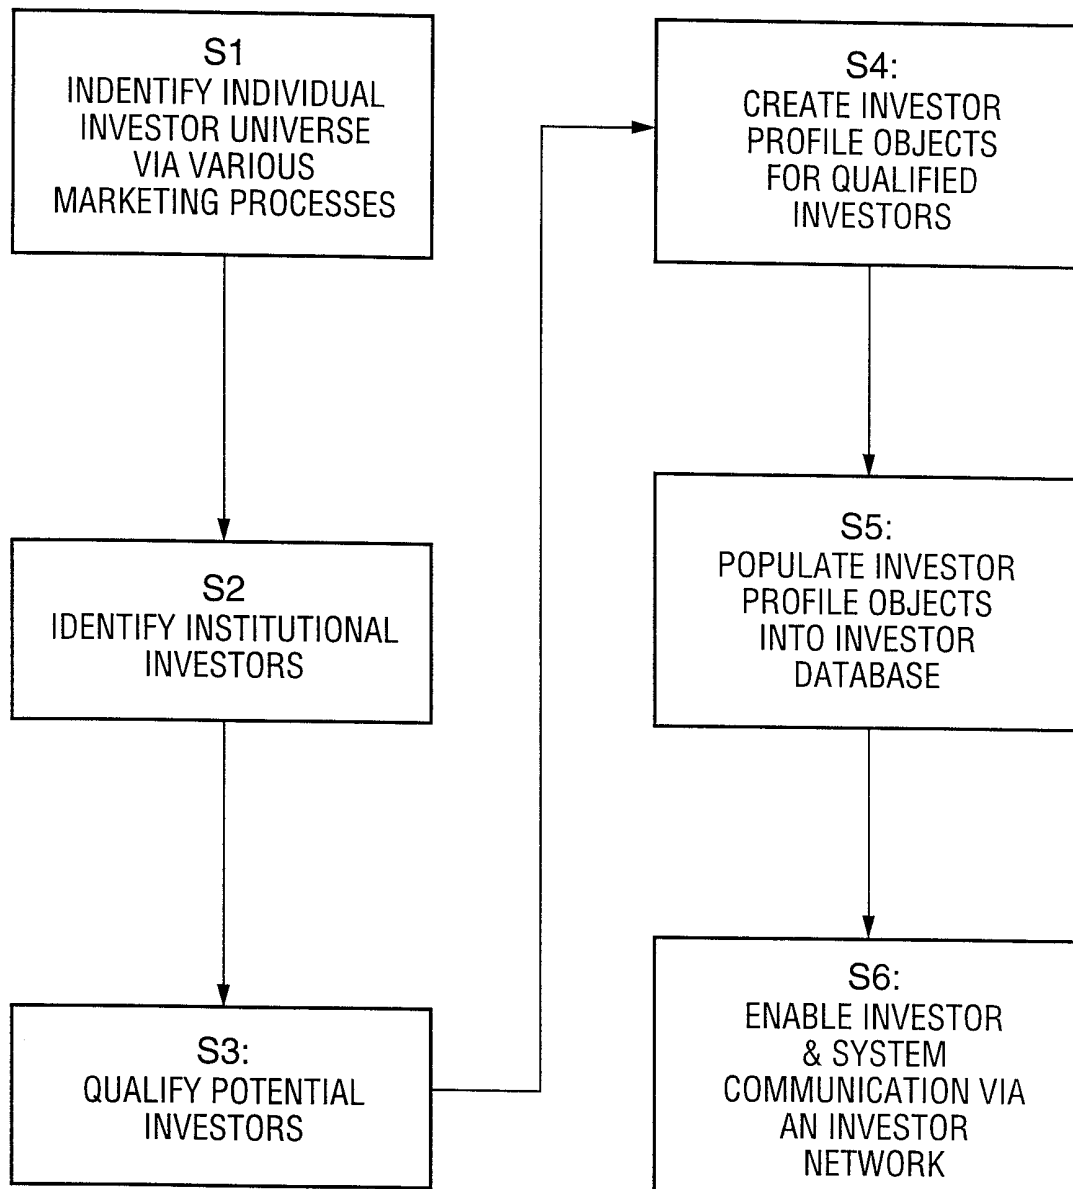 S1
INDENTIFY INDIVIDUAL
INVESTOR UNIVERSE
VIA VARIOUS
MARKETING PROCESSES
S2
IDENTIFY INSTITUTIONAL
INVESTORS
S3:
QUALIFY POTENTIAL
INVESTORS
S4:
CREATE INVESTOR
PROFILE OBJECTS
FOR QUALIFIED
INVESTORS
S5:
POPULATE INVESTOR
PROFILE OBJECTS
INTO INVESTOR
DATABASE
S6:
ENABLE INVESTOR
& SYSTEM
COMMUNICATION VIA
AN INVESTOR
NETWORK